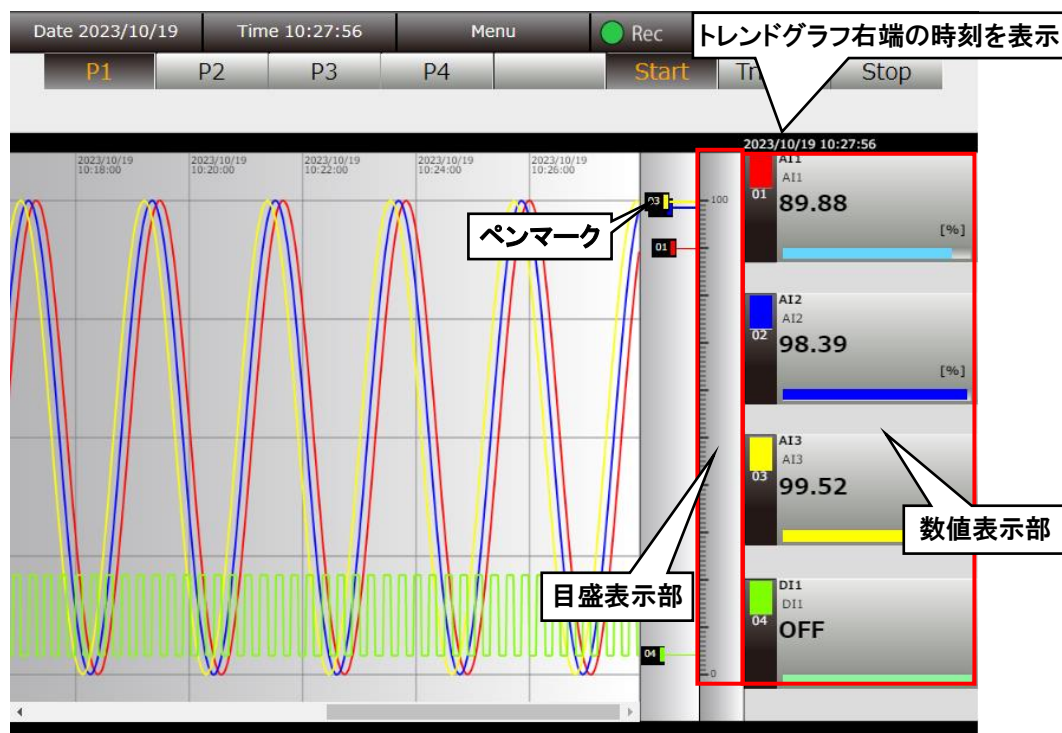 Date 2023/10/19 Time 10:27:56 Menu Rec
トレンドグラフ右端の時刻を表示
P1 P2 P3 P4 Start Tr Stop
2023/10/19 10:27:56
2023/10/19 2023/10/19 2023/10/19 2023/10/19 2023/10/19
10:18:00 10:20:00 10:22:00 10:24:00 10:26:00
AI1
AI1
01
89.88
[%]
03
100
ペンマーク
01
AI2
AI2
02
98.39
[%]
AI3
AI3
03
99.52
数値表示部
目盛表示部
DI1
DI1
04
OFF
04
0